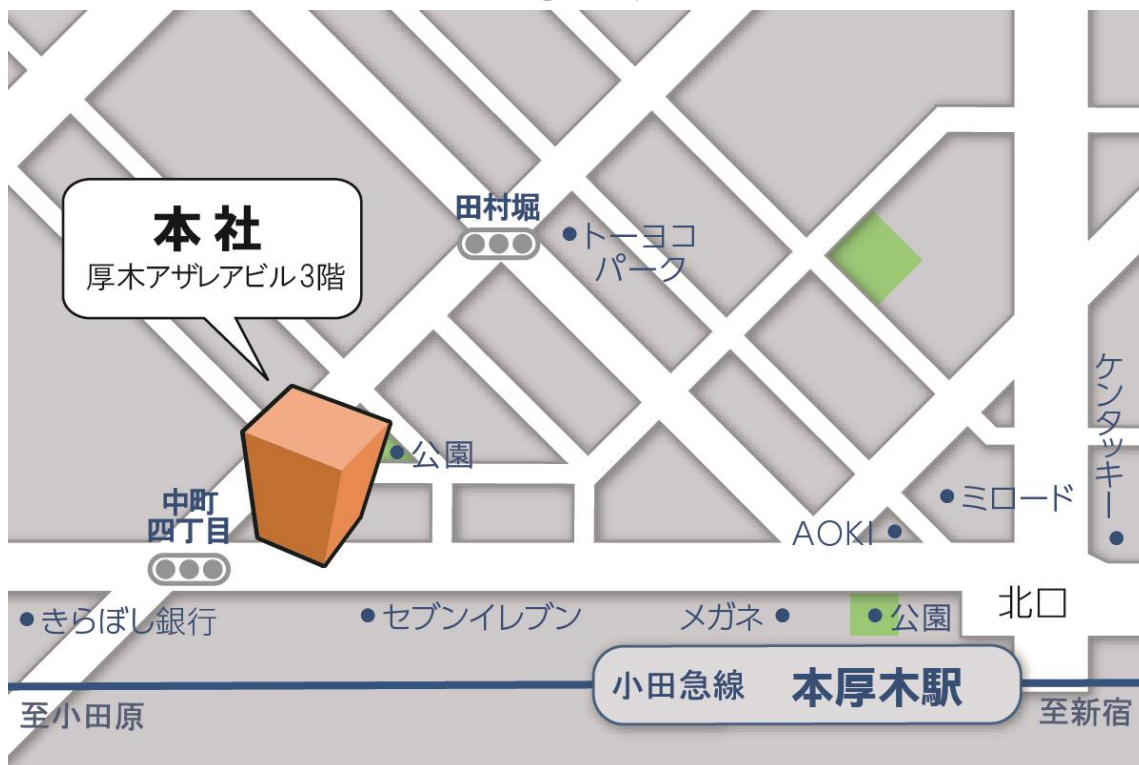 本社
厚木アザレアビル3階
田村堀
トーヨコ
パーク
ケンタッキー
公園
中町
四丁目
ミロード
AOKI
きらぼし銀行
セブンイレブン
メガネ
公園
北口
小田急線 本厚木駅
至小田原
至新宿